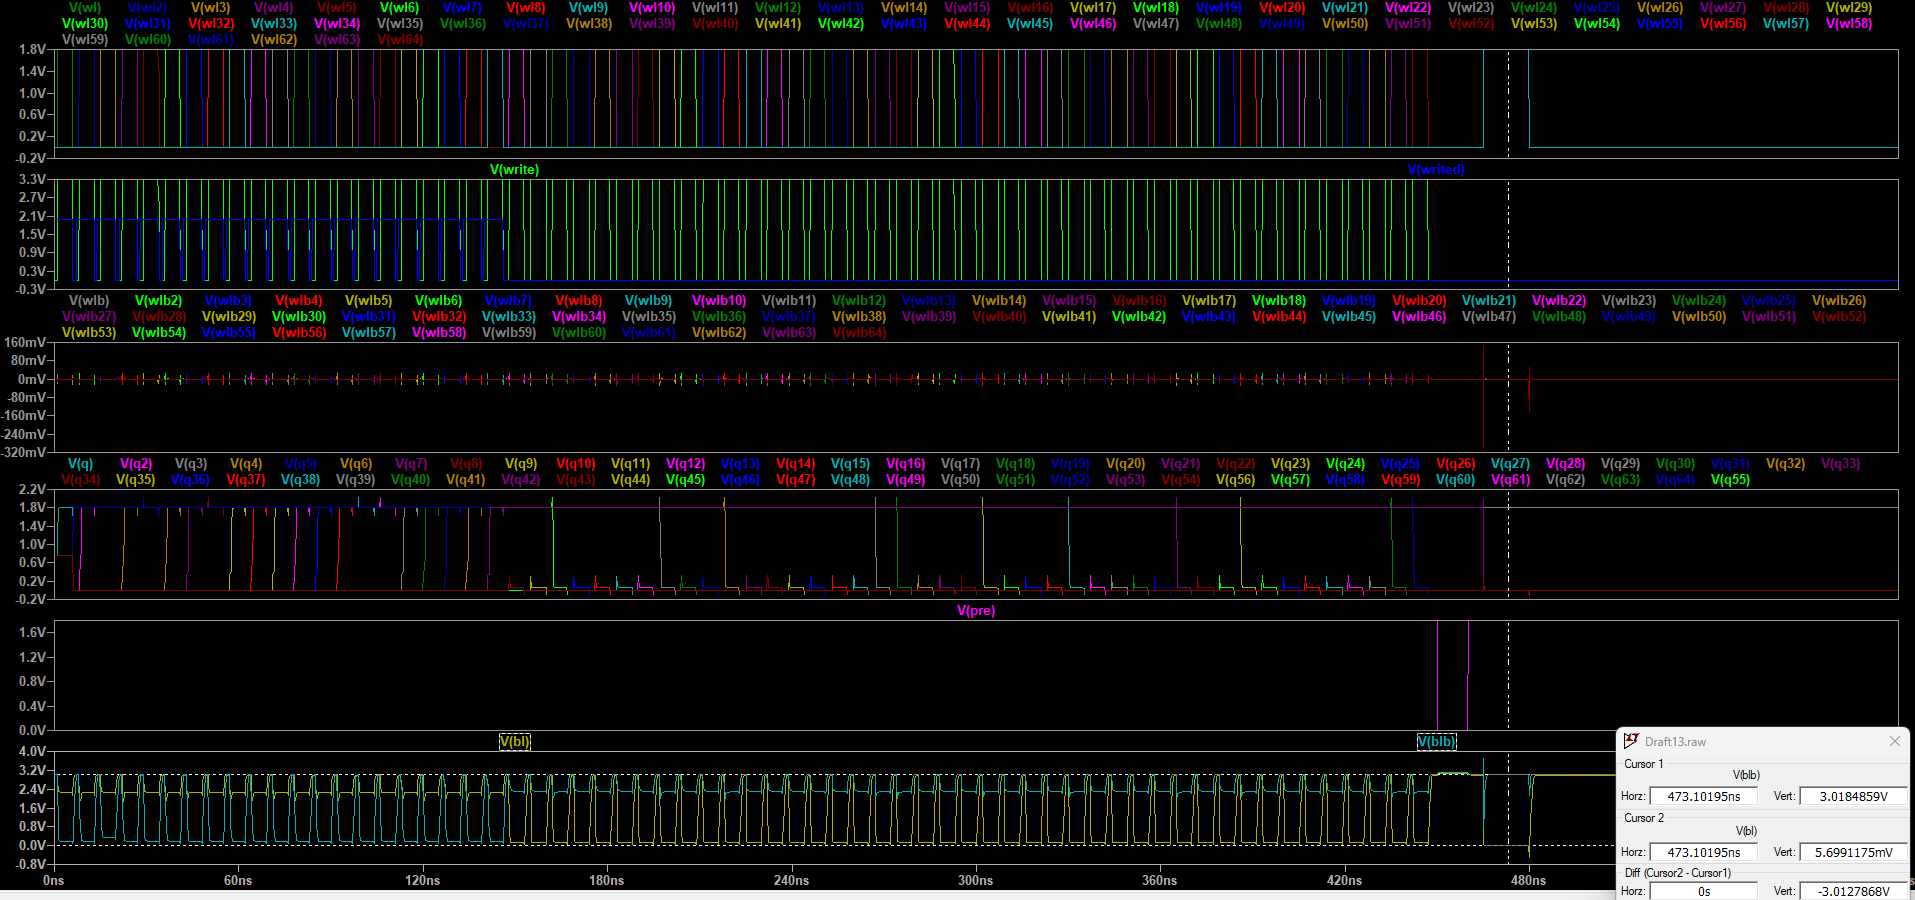 V(wl) V(wl2) V(wl3) V(wl4) V(wl5) V(wl6) V(wl7) V(wl8) V(wl9) V(wl10) V(wl11) V(wl12) V(wl13) V(wl14) V(wl15) V(wl16) V(wl17) V(wl18) V(wl19) V(wl20) V(wl21) V(wl22) V(wl23) V(wl24) V(wl25) V(wl26) V(wl27) V(wl28) V(wl29)
V(wl30) V(wl31) V(wl32) V(wl33) V(wl34) V(wl35) V(wl36) V(wl37) V(wl38) V(wl39) V(wl40) V(wl41) V(wl42) V(wl43) V(wl44) V(wl45) V(wl46) V(wl47) V(wl48) V(wl49) V(wl50) V(wl51) V(wl52) V(wl53) V(wl54) V(wl55) V(wl56) V(wl57) V(wl58)
V(wl59) V(wl60) V(wl61) V(wl62) V(wl63) V(wl64)
1.8V
1.4V
1.0V
0.6V
0.2V
-0.2V
V(write) V(writed)
3.3V
2.7V
2.1V
1.5V
0.9V
0.3V
-0.3V
V(wlb) V(wlb2) V(wlb3) V(wlb4) V(wlb5) V(wlb6) V(wlb7) V(wlb8) V(wlb9) V(wlb10) V(wlb11) V(wlb12) V(wlb13) V(wlb14) V(wlb15) V(wlb16) V(wlb17) V(wlb18) V(wlb19) V(wlb20) V(wlb21) V(wlb22) V(wlb23) V(wlb24) V(wlb25) V(wlb26)
V(wlb27) V(wlb28) V(wlb29) V(wlb30) V(wlb31) V(wlb32) V(wlb33) V(wlb34) V(wlb35) V(wlb36) V(wlb37) V(wlb38) V(wlb39) V(wlb40) V(wlb41) V(wlb42) V(wlb43) V(wlb44) V(wlb45) V(wlb46) V(wlb47) V(wlb48) V(wlb49) V(wlb50) V(wlb51) V(wlb52)
V(wlb53) V(wlb54) V(wlb55) V(wlb56) V(wlb57) V(wlb58) V(wlb59) V(wlb60) V(wlb61) V(wlb62) V(wlb63) V(wlb64)
160mV
80mV
0mV
-80mV
-160mV
-240mV
-320mV
V(q) V(q2) V(q3) V(q4) V(q5) V(q6) V(q7) V(q8) V(q9) V(q10) V(q11) V(q12) V(q13) V(q14) V(q15) V(q16) V(q17) V(q18) V(q19) V(q20) V(q21) V(q22) V(q23) V(q24) V(q25) V(q26) V(q27) V(q28) V(q29) V(q30) V(q31) V(q32) V(q33)
V(q34) V(q35) V(q36) V(q37) V(q38) V(q39) V(q40) V(q41) V(q42) V(q43) V(q44) V(q45) V(q46) V(q47) V(q48) V(q49) V(q50) V(q51) V(q52) V(q53) V(q54) V(q56) V(q57) V(q58) V(q59) V(q60) V(q61) V(q62) V(q63) V(q64) V(q55)
2.2V
1.8V
1.4V
1.0V
0.6V
0.2V
-0.2V
V(pre)
1.6V
1.2V
0.8V
0.4V
0.0V
V(bl) V(blb)
4.0V
3.2V
2.4V
1.6V
0.8V
0.0V
-0.8V
0ns 60ns 120ns 180ns 240ns 300ns 360ns 420ns 480ns
Draft13.raw
Cursor 1
V(blb)
Horz: 473.10195ns Vert: 3.0184859V
Cursor 2
V(bl)
Horz: 473.10195ns Vert: 5.6991175mV
Diff (Cursor2 - Cursor1)
Horz: 0s Vert: -3.0127868V